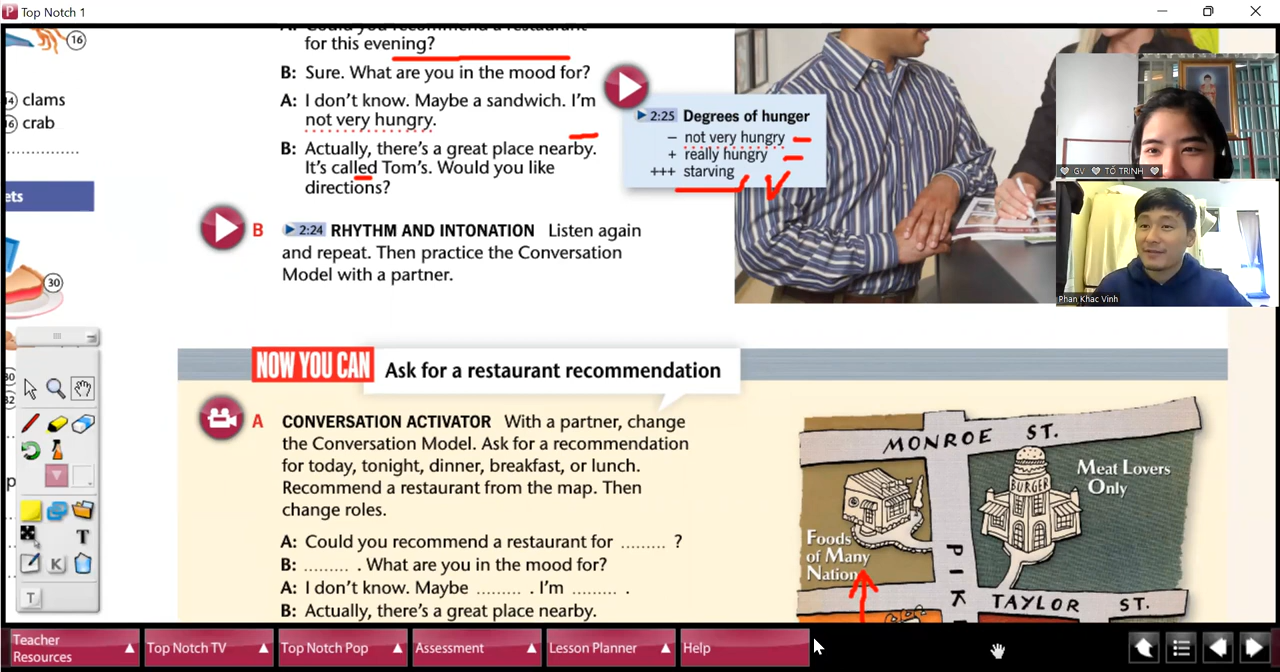 Top Notch 1
16
A: Could you recommend a restaurant
for this evening?
B: Sure. What are you in the mood for?
A: I don't know. Maybe a sandwich. I'm
not very hungry.
B: Actually, there's a great place nearby.
It's called Tom's. Would you like
directions?
clams
crab
ets
30
2:25 Degrees of hunger
– not very hungry
+ really hungry
+++ starving
GV TỐ TRINH
Phan Khac Vinh
B 2:24 RHYTHM AND INTONATION Listen again
and repeat. Then practice the Conversation
Model with a partner.
NOW YOU CAN Ask for a restaurant recommendation
A CONVERSATION ACTIVATOR With a partner, change
the Conversation Model. Ask for a recommendation
for today, tonight, dinner, breakfast, or lunch.
Recommend a restaurant from the map. Then
change roles.
A: Could you recommend a restaurant for ......... ?
B: ......... . What are you in the mood for?
A: I don't know. Maybe ......... . I'm ......... .
B: Actually, there's a great place nearby.
MONROE ST.
Meat Lovers
Only
BURGER
Foods
of Many
Nation
PIK
TAYLOR ST.
T
K
T
Teacher
Resources
Top Notch TV
Top Notch Pop
Assessment
Lesson Planner
Help